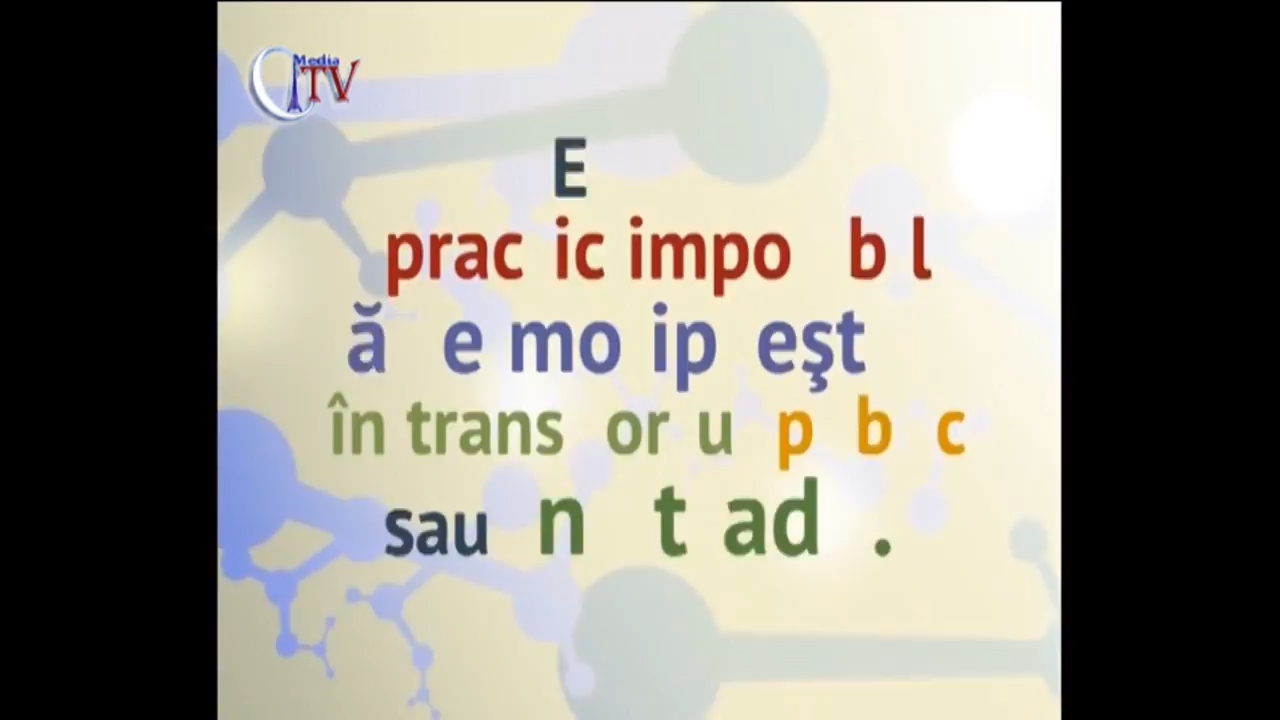 Media
TV
E
prac ic impo b l
ă e mo ip eşt
în trans or u p b c
sau n t ad .